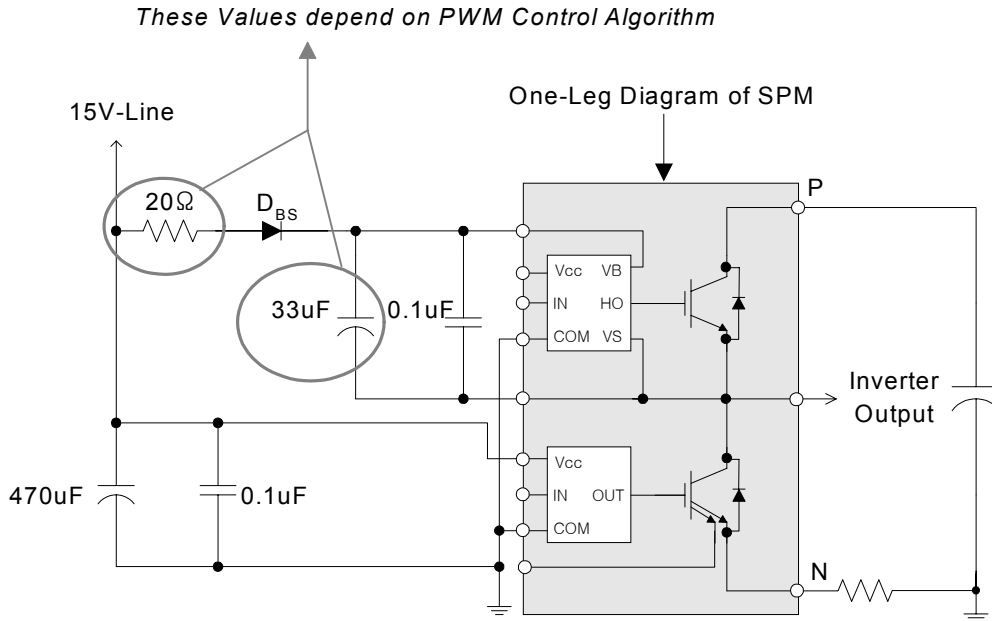 These Values depend on PWM Control Algorithm
One-Leg Diagram of SPM
15V-Line
P
20Ω
DBS
Vcc
VB
33uF
0.1uF
IN
HO
COM
VS
Inverter
Output
Vcc
470uF
0.1uF
IN
OUT
COM
N